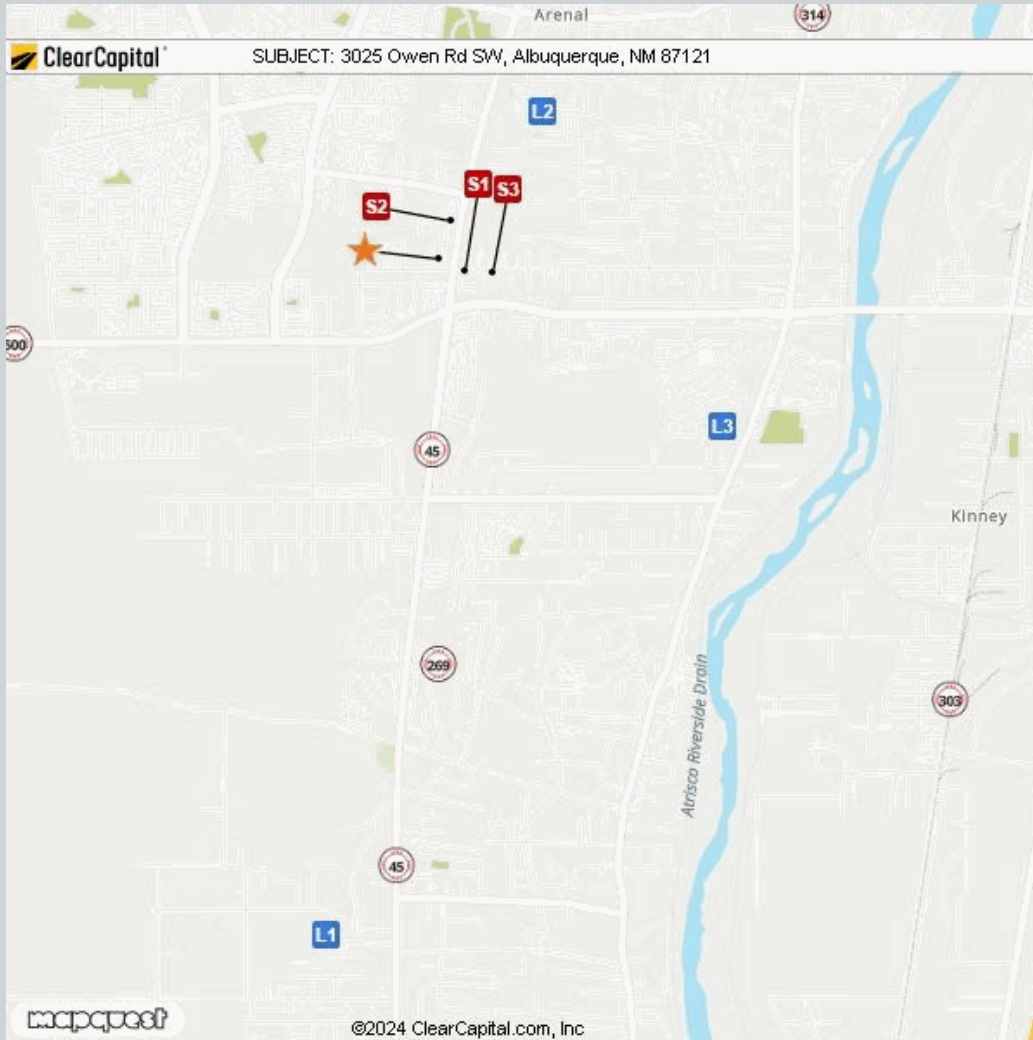 Arenal
314
ClearCapital
SUBJECT: 3025 Owen Rd SW, Albuquerque, NM 87121
L2
S1
S3
S2
500
L3
45
Kinney
Atrisco Riverside Drain
269
303
45
L1
mapquest
©2024 ClearCapital.com, Inc